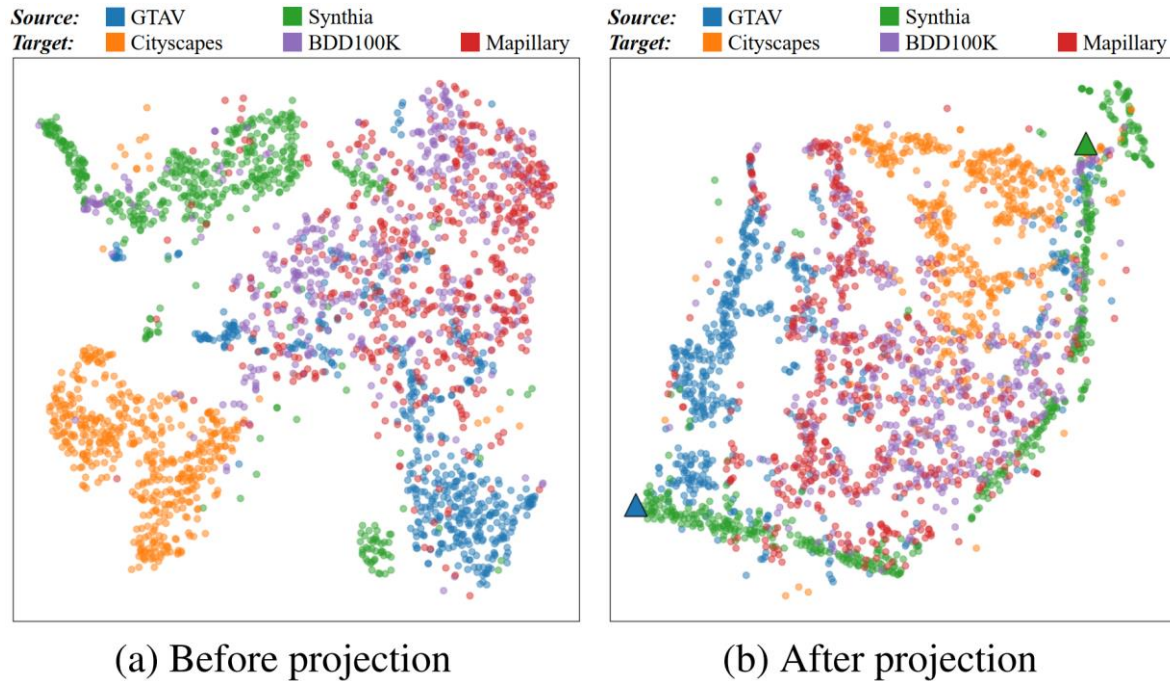 Source: GTAV Synthia
Target: Cityscapes BDD100K Mapillary
Source: GTAV Synthia
Target: Cityscapes BDD100K Mapillary
(a) Before projection
(b) After projection